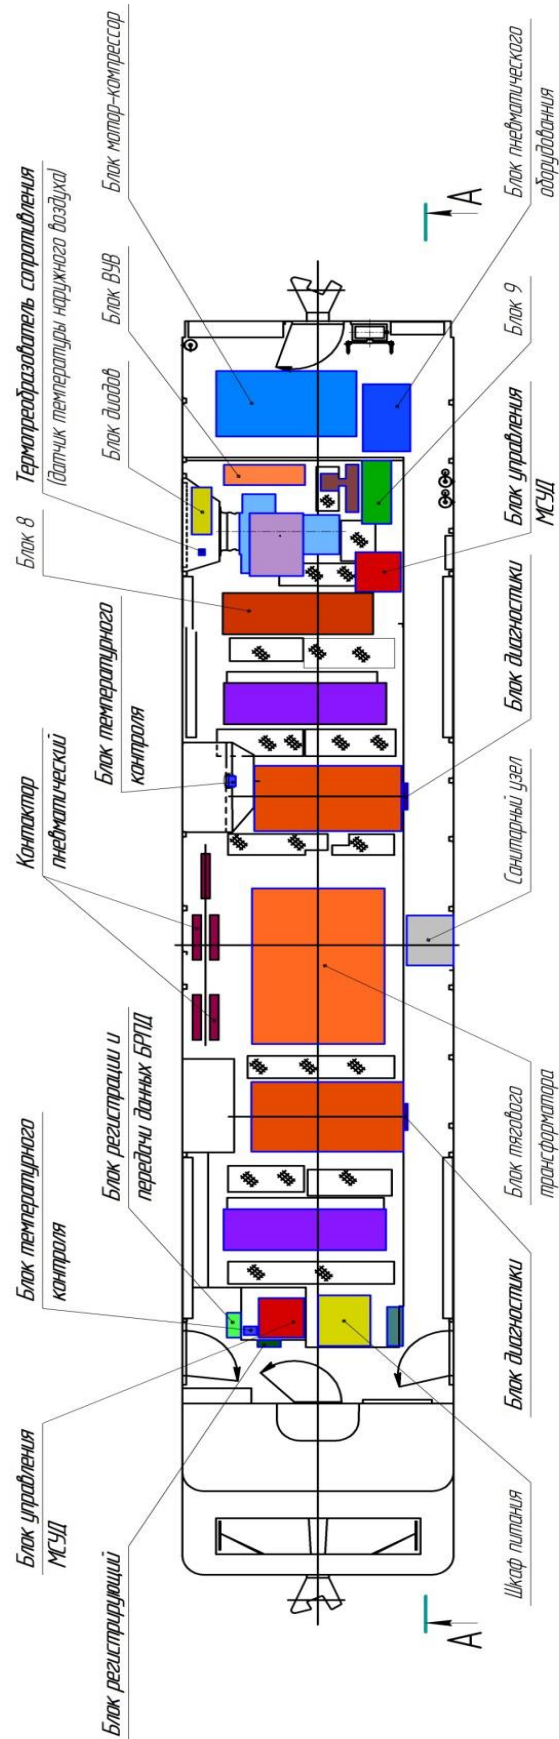 Блок регистрирующий
Блок управления
МСУД
Блок температурного
контроля
Блок регистрации и
передачи данных БРПД
Контактор
пневматический
Блок температурного
контроля
Блок 8
Термопреобразователь сопротивления
(датчик температуры наружного воздуха)
Блок диодов
Блок ВУВ
Блок мотор-компрессор
А
А
Шкаф питания
Блок диагностики
Блок тягового
трансформатора
Санитарный узел
Блок диагностики
Блок управления
МСУД
Блок 9
Блок пневматического
оборудования